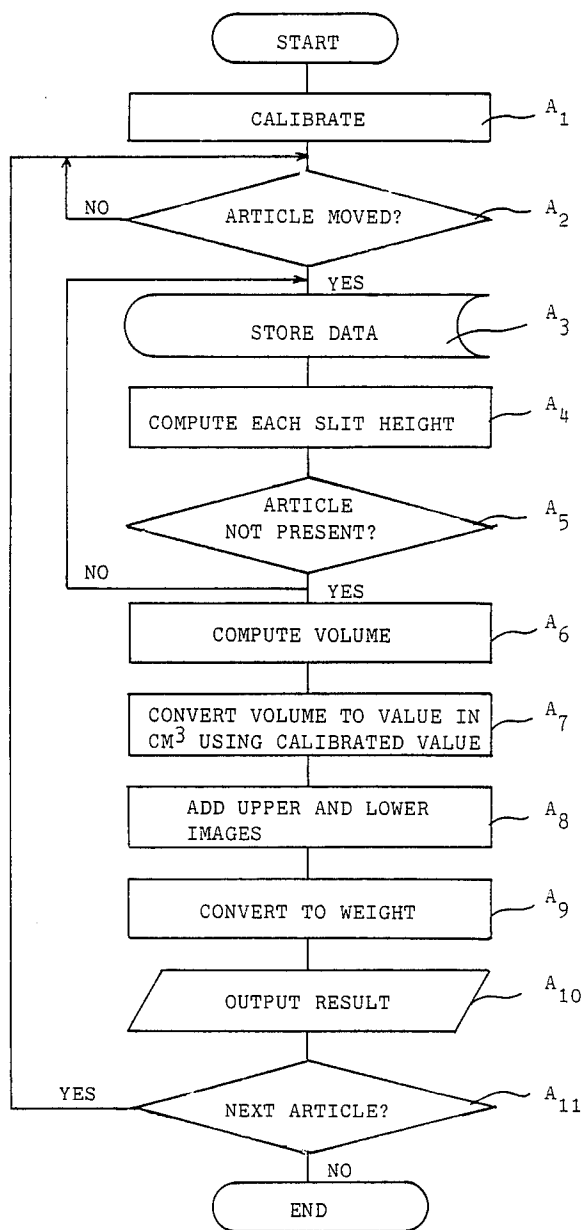 START
CALIBRATE
A1
ARTICLE MOVED?
A2
NO
YES
STORE DATA
A3
COMPUTE EACH SLIT HEIGHT
A4
ARTICLE
NOT PRESENT?
A5
NO
YES
COMPUTE VOLUME
A6
CONVERT VOLUME TO VALUE IN
CM³ USING CALIBRATED VALUE
A7
ADD UPPER AND LOWER
IMAGES
A8
CONVERT TO WEIGHT
A9
OUTPUT RESULT
A10
YES
NEXT ARTICLE?
A11
NO
END